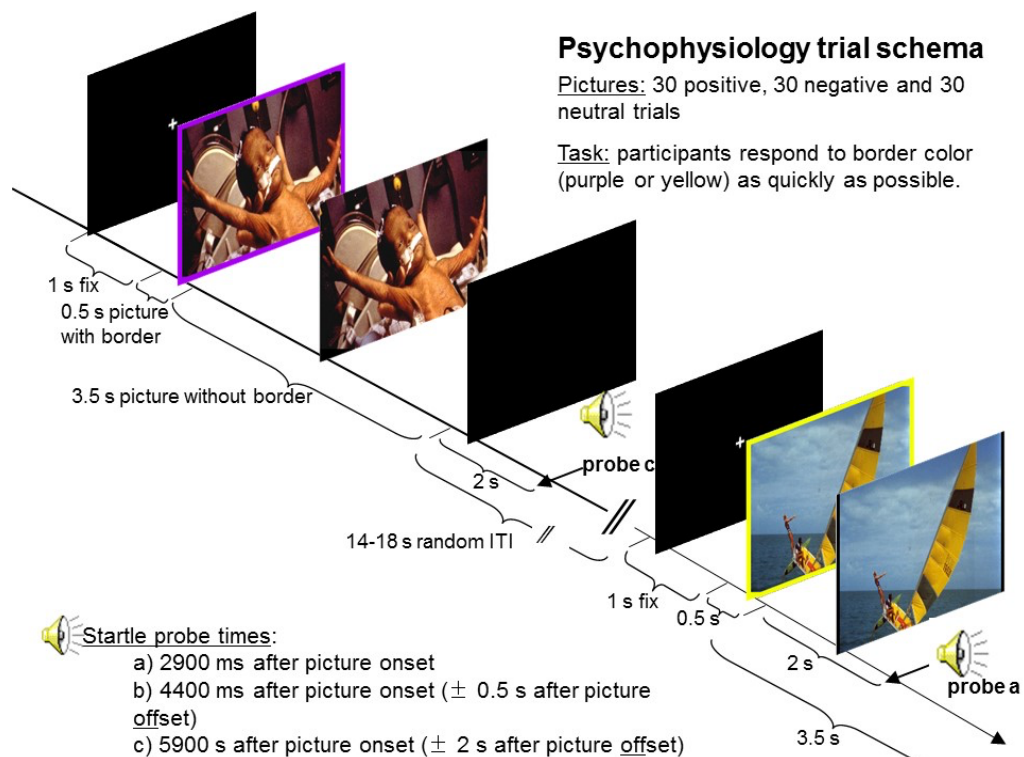 Psychophysiology trial schema
Pictures: 30 positive, 30 negative and 30
neutral trials
Task: participants respond to border color
(purple or yellow) as quickly as possible.
1 s fix
0.5 s picture
with border
3.5 s picture without border
2 s
probe c
14-18 s random ITI
1 s fix
0.5 s
2 s
probe a
3.5 s
Startle probe times:
a) 2900 ms after picture onset
b) 4400 ms after picture onset (± 0.5 s after picture
offset)
c) 5900 s after picture onset (± 2 s after picture offset)